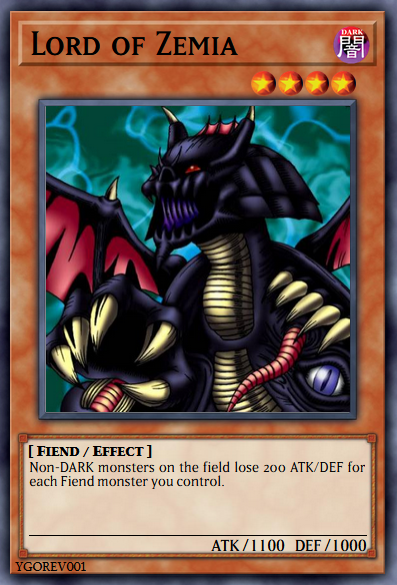 Lord of Zemia
DARK
闇
[ Fiend / Effect ]
Non-DARK monsters on the field lose 200 ATK/DEF for
each Fiend monster you control.
ATK/1100 DEF/1000
YGOREV001